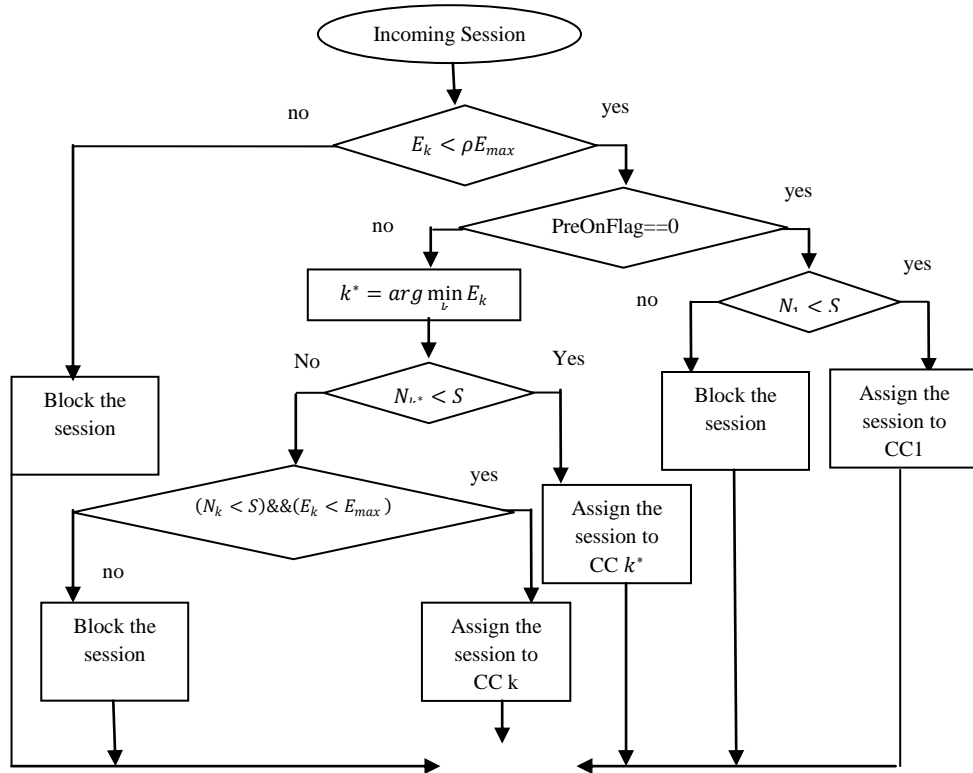 Incoming Session
no
yes
E_k < ρE_max
yes
no
PreOnFlag==0
yes
k* = arg min E_k
no
N_1 < S
No
Yes
Block the
session
N_k* < S
Block the
session
Assign the
session to
CC1
yes
(N_k < S)&&(E_k < E_max)
Assign the
session to
CC k*
no
Block the
session
Assign the
session to
CC k